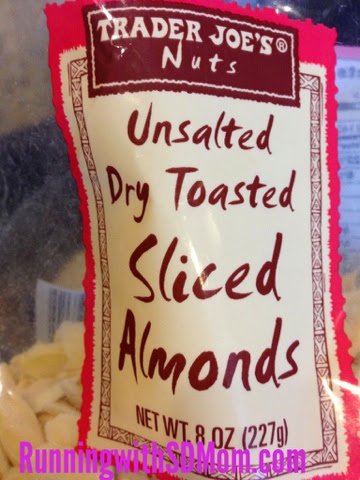 TRADER JOE'S®
Nuts
Unsalted
Dry Toasted
Sliced
Almonds
NET WT. 8 OZ (227g)
RunningwithSDMom.com